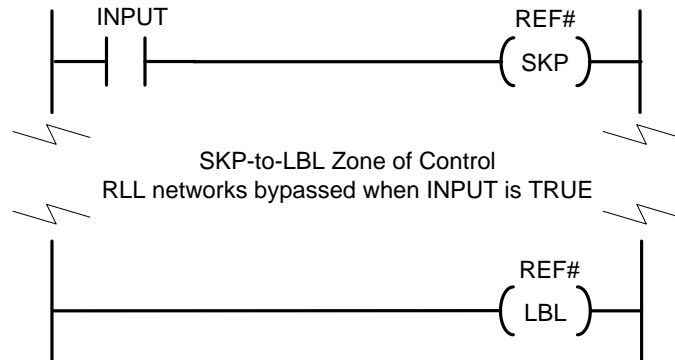 INPUT
REF#
SKP
SKP-to-LBL Zone of Control
RLL networks bypassed when INPUT is TRUE
REF#
LBL